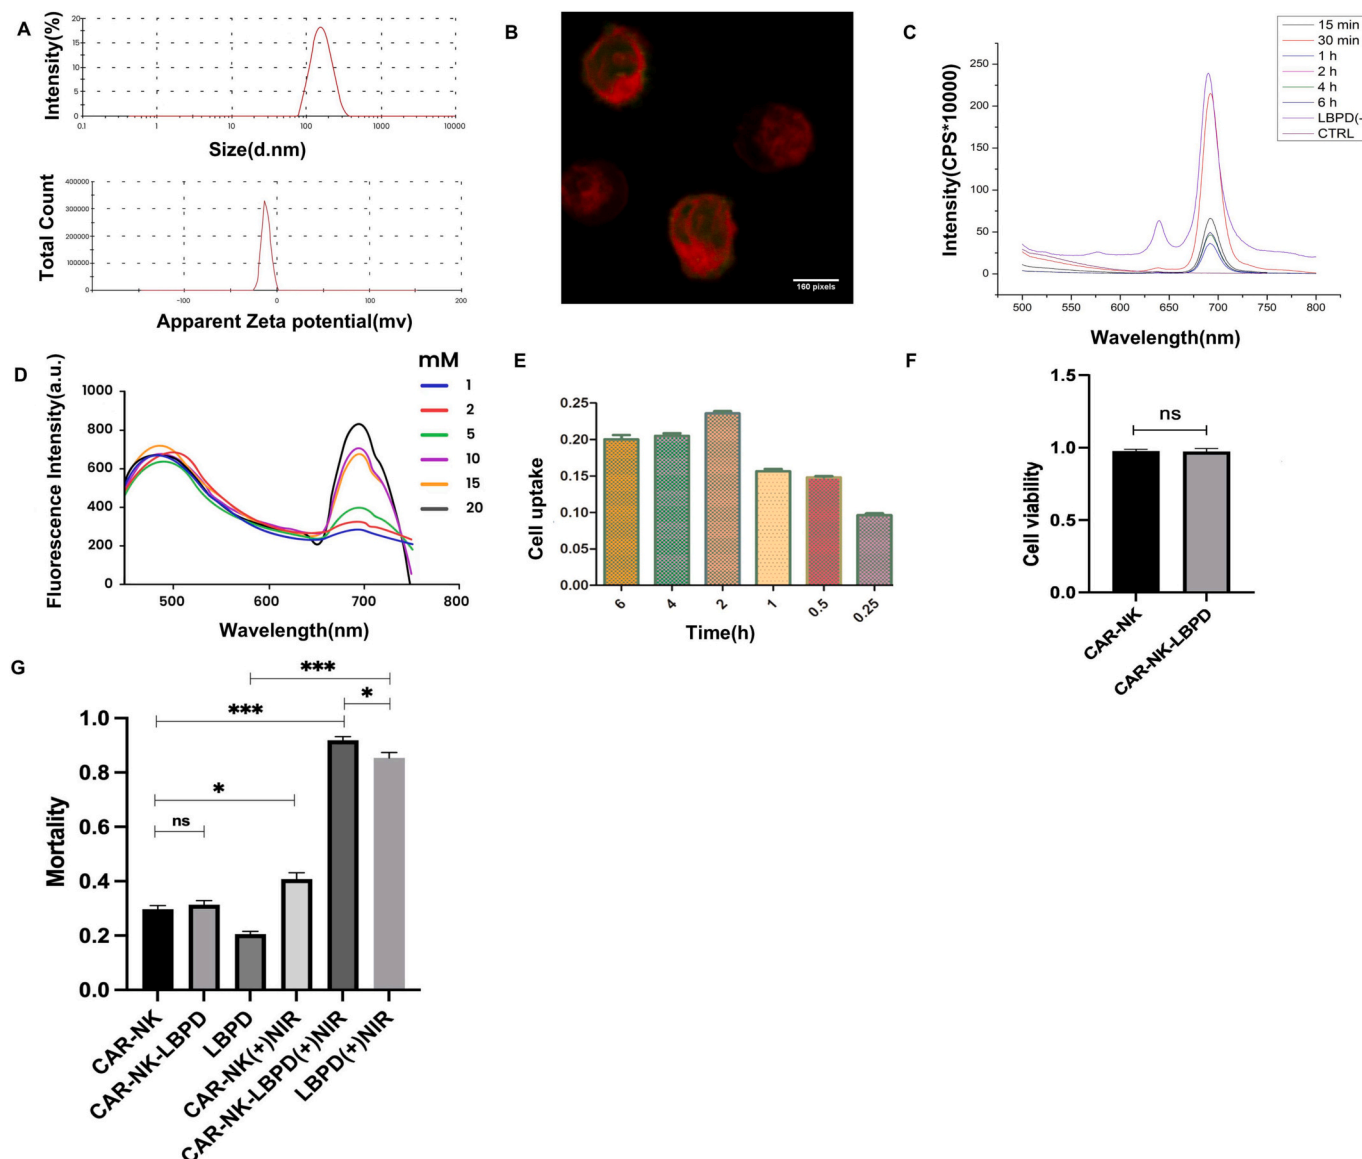 A
Intensity(%)
20
15
10
5
0
0.1
1
10
100
1000
10000
Size(d.nm)
Total Count
400000
300000
200000
100000
0
-100
0
100
200
Apparent Zeta potential(mv)
B
160 pixels
C
Intensity(CPS*10000)
250
200
150
100
50
0
500
550
600
650
700
750
800
Wavelength(nm)
15 min
30 min
1 h
2 h
4 h
6 h
LBPD(-
CTRL
D
Fluorescence Intensity(a.u.)
1000
800
600
400
200
0
500
600
700
800
Wavelength(nm)
mM
1
2
5
10
15
20
E
Cell uptake
0.25
0.20
0.15
0.10
0.05
0.00
6
4
2
1
0.5
0.25
Time(h)
F
Cell viability
1.5
1.0
0.5
0.0
ns
CAR-NK
CAR-NK-LBPD
G
Mortality
1.0
0.8
0.6
0.4
0.2
0.0
***
*
***
*
ns
CAR-NK
CAR-NK-LBPD
LBPD
CAR-NK(+)NIR
CAR-NK-LBPD(+)NIR
LBPD(+)NIR